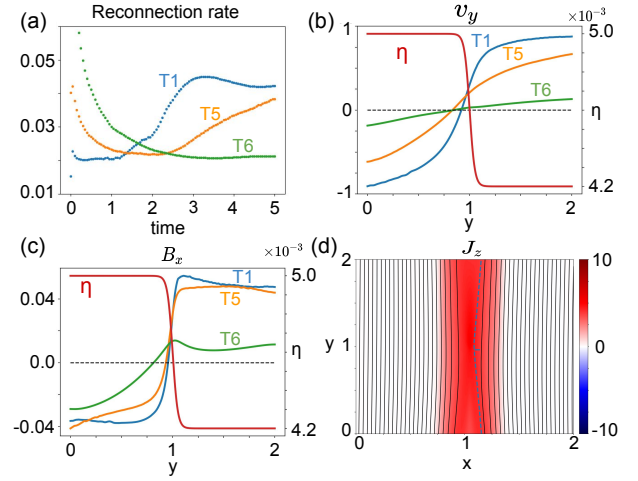 (a)
Reconnection rate
0.05
0.03
0.01
0
1
2
3
4
5
time
T1
T5
T6
(b)
v_y
×10⁻³
1
0
-1
0
1
2
y
5.0
η
4.2
η
T1
T5
T6
(c)
B_x
×10⁻³
0.04
0.0
-0.04
0
1
2
y
5.0
η
4.2
η
T1
T5
T6
(d)
J_z
2
1
0
y
0
1
2
x
10
0
-10